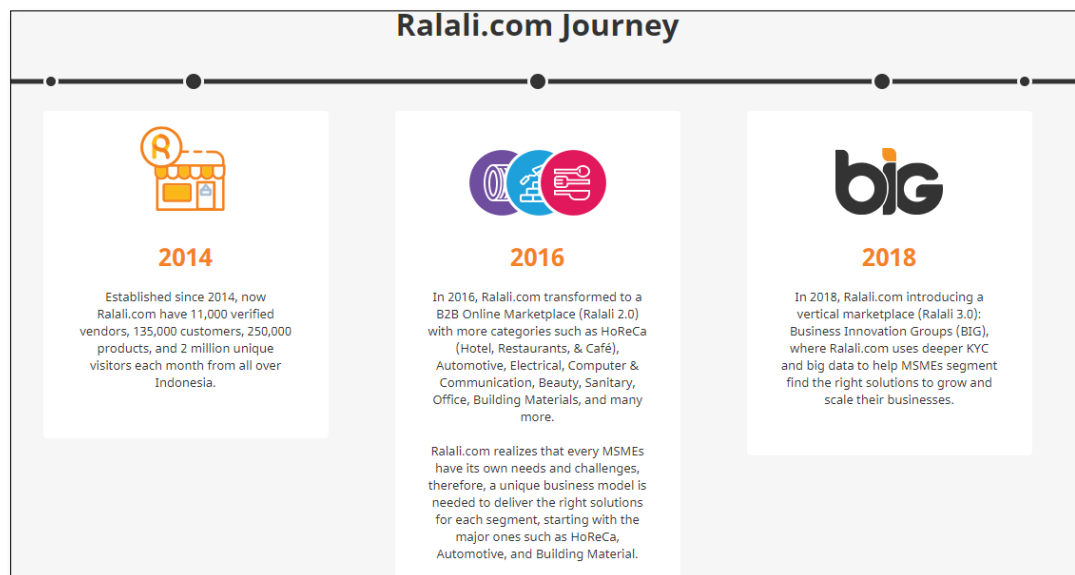 Ralali.com Journey
2014
Established since 2014, now
Ralali.com have 11,000 verified
vendors, 135,000 customers, 250,000
products, and 2 million unique
visitors each month from all over
Indonesia.
2016
In 2016, Ralali.com transformed to a
B2B Online Marketplace (Ralali 2.0)
with more categories such as HoReCa
(Hotel, Restaurants, & Café),
Automotive, Electrical, Computer &
Communication, Beauty, Sanitary,
Office, Building Materials, and many
more.
Ralali.com realizes that every MSMEs
have its own needs and challenges,
therefore, a unique business model is
needed to deliver the right solutions
for each segment, starting with the
major ones such as HoReCa,
Automotive, and Building Material.
biG
2018
In 2018, Ralali.com introducing a
vertical marketplace (Ralali 3.0):
Business Innovation Groups (BIG),
where Ralali.com uses deeper KYC
and big data to help MSMEs segment
find the right solutions to grow and
scale their businesses.